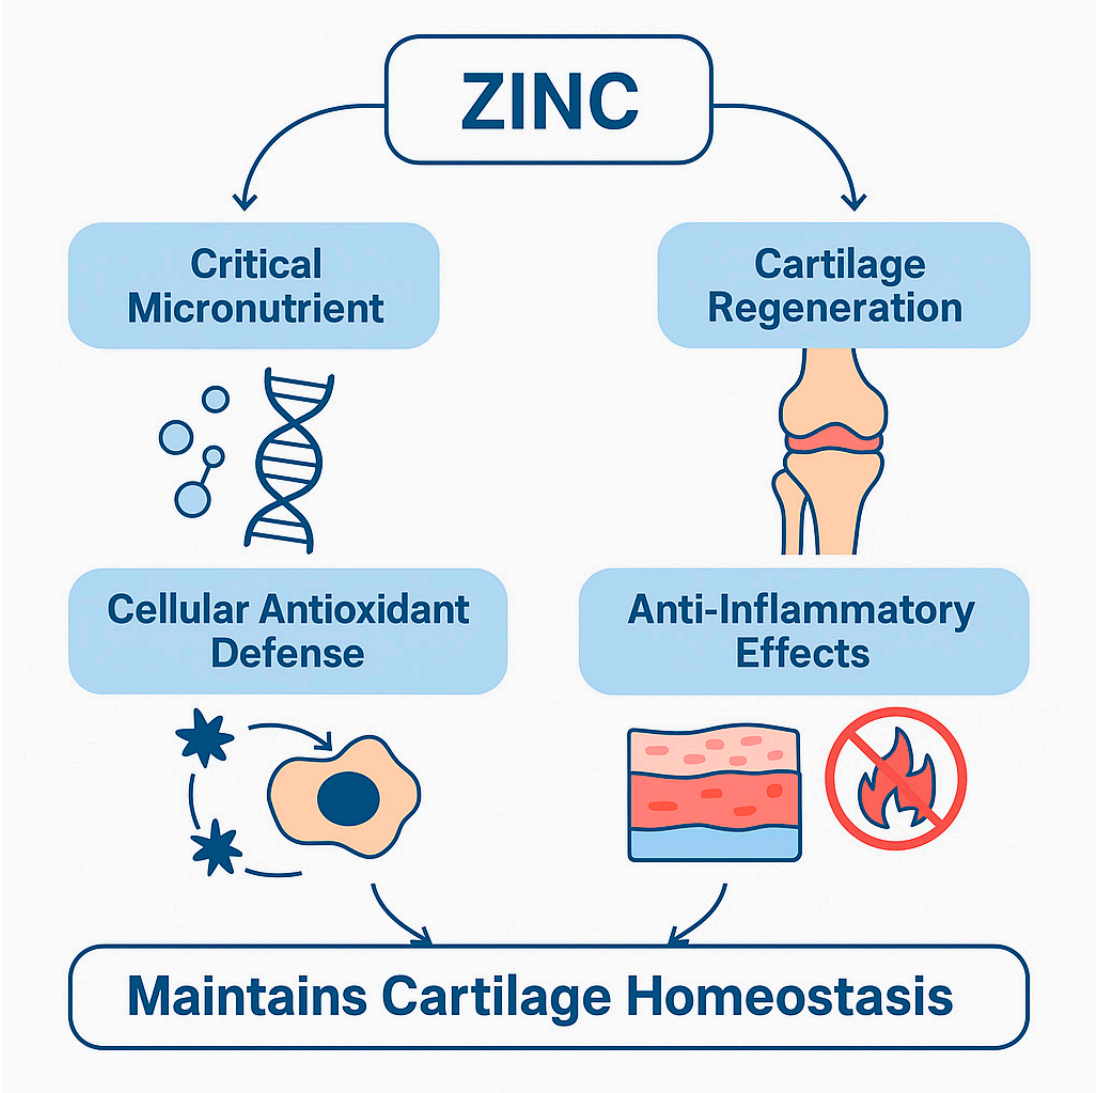 ZINC
Critical
Micronutrient
Cartilage
Regeneration
Cellular Antioxidant
Defense
Anti-Inflammatory
Effects
Maintains Cartilage Homeostasis